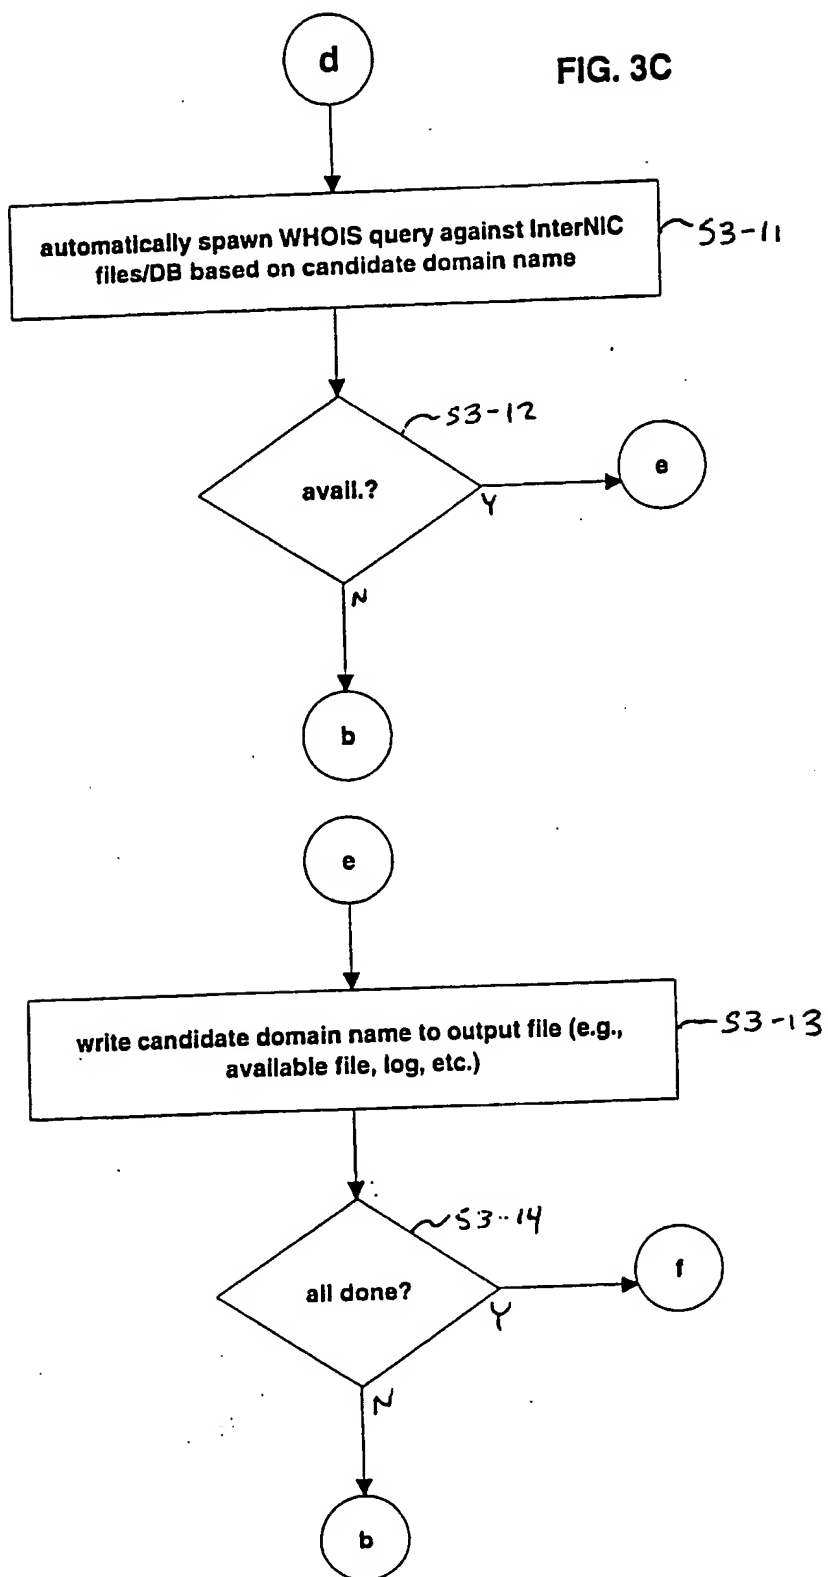 d
FIG. 3C
automatically spawn WHOIS query against InterNIC
files/DB based on candidate domain name
S3-11
S3-12
avail.?
Y
e
N
b
e
write candidate domain name to output file (e.g.,
available file, log, etc.)
S3-13
S3-14
all done?
Y
f
N
b